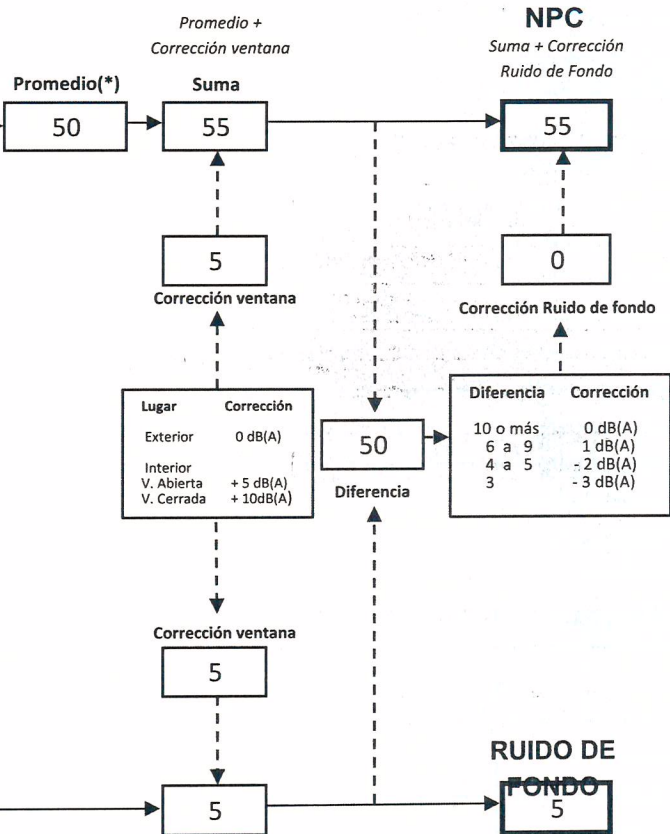 NPC
Promedio +
Corrección ventana
Suma + Corrección
Ruido de Fondo
Promedio(*)
Suma
50
55
55
5
0
Corrección ventana
Corrección Ruido de fondo
Lugar Corrección
Exterior 0 dB(A)
Interior
V. Abierta + 5 dB(A)
V. Cerrada + 10dB(A)
50
Diferencia
Diferencia Corrección
10 o más 0 dB(A)
6 a 9 1 dB(A)
4 a 5 - 2 dB(A)
3 - 3 dB(A)
Corrección ventana
5
RUIDO DE
FONDO
5
5